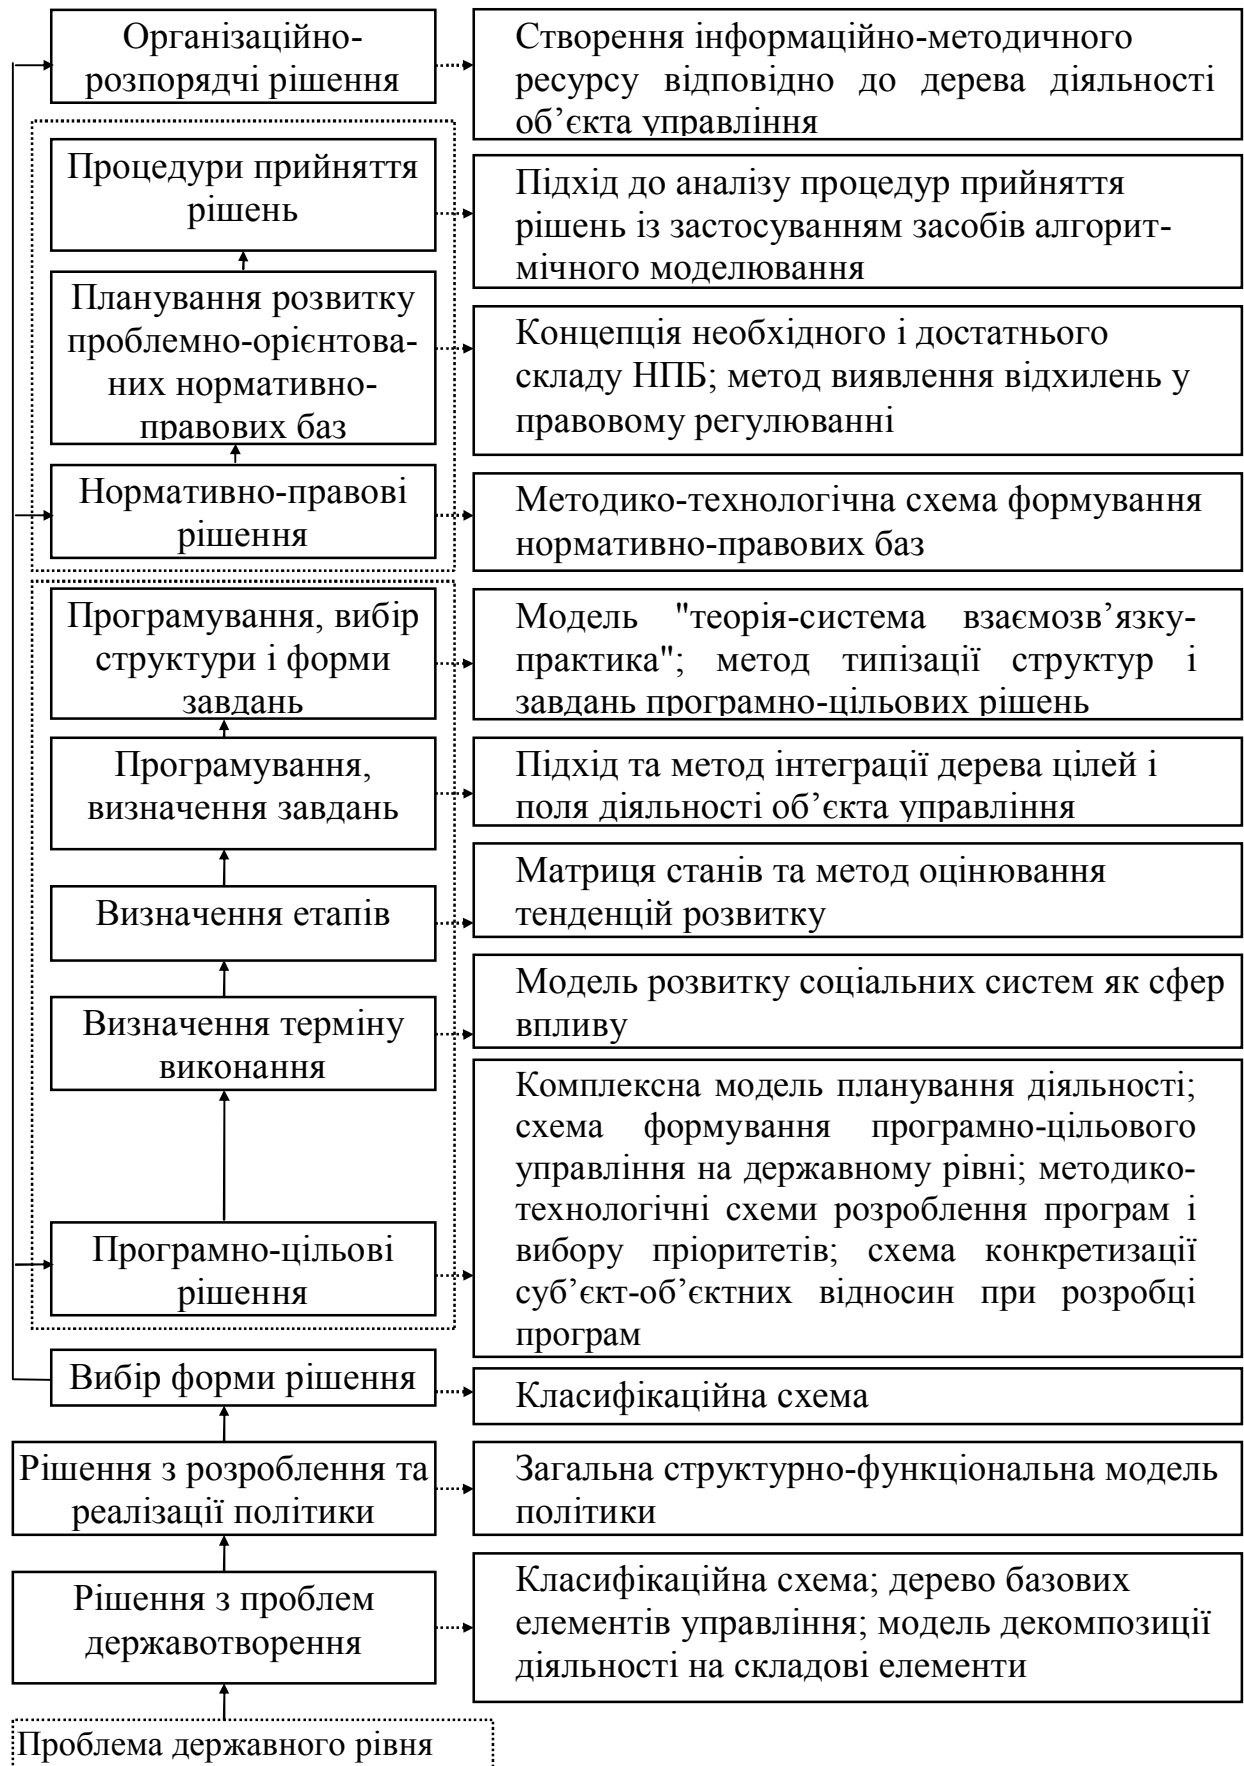 Організаційно-
розпорядчі рішення
Створення інформаційно-методичного
ресурсу відповідно до дерева діяльності
об’єкта управління
Процедури прийняття
рішень
Підхід до аналізу процедур прийняття
рішень із застосуванням засобів алгорит-
мічного моделювання
Планування розвитку
проблемно-орієнтова-
них нормативно-
правових баз
Концепція необхідного і достатнього
складу НПБ; метод виявлення відхилень у
правовому регулюванні
Нормативно-правові
рішення
Методико-технологічна схема формування
нормативно-правових баз
Програмування, вибір
структури і форми
завдань
Модель "теорія-система взаємозв’язку-
практика"; метод типізації структур і
завдань програмно-цільових рішень
Програмування,
визначення завдань
Підхід та метод інтеграції дерева цілей і
поля діяльності об’єкта управління
Визначення етапів
Матриця станів та метод оцінювання
тенденцій розвитку
Визначення терміну
виконання
Модель розвитку соціальних систем як сфер
впливу
Програмно-цільові
рішення
Комплексна модель планування діяльності;
схема формування програмно-цільового
управління на державному рівні; методико-
технологічні схеми розроблення програм і
вибору пріоритетів; схема конкретизації
суб’єкт-об’єктних відносин при розробці
програм
Вибір форми рішення
Класифікаційна схема
Рішення з розроблення та
реалізації політики
Загальна структурно-функціональна модель
політики
Рішення з проблем
державотворення
Класифікаційна схема; дерево базових
елементів управління; модель декомпозиції
діяльності на складові елементи
Проблема державного рівня